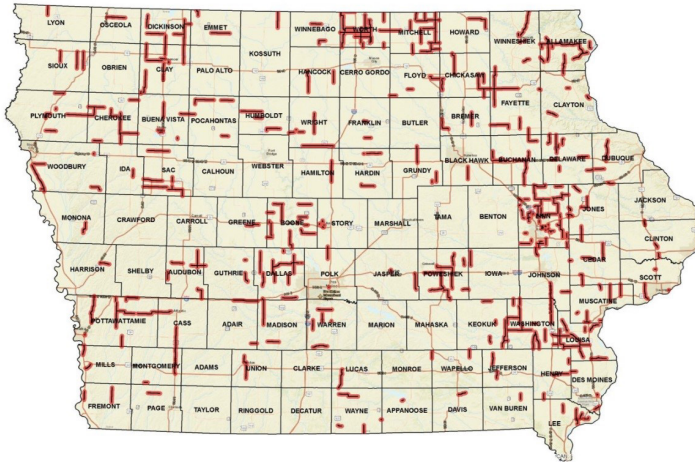 LYON
OSCEOLA
DICKINSON
EMMET
KOSSUTH
WINNEBAGO
WORTH
MITCHELL
HOWARD
WINNESHIEK
ALLAMAKEE
SIOUX
OBRIEN
CLAY
PALO ALTO
HANCOCK
CERRO GORDO
FLOYD
CHICKASAW
FAYETTE
CLAYTON
PLYMOUTH
CHEROKEE
BUENA VISTA
POCAHONTAS
HUMBOLDT
WRIGHT
FRANKLIN
BUTLER
BREMER
WOODBURY
IDA
SAC
CALHOUN
WEBSTER
HAMILTON
HARDIN
GRUNDY
BLACK HAWK
BUCHANAN
DELAWARE
DUBUQUE
MONONA
CRAWFORD
CARROLL
GREENE
BOONE
STORY
MARSHALL
TAMA
BENTON
LINN
JONES
JACKSON
CLINTON
HARRISON
SHELBY
AUDUBON
GUTHRIE
DALLAS
POLK
JASPER
POWESHIEK
IOWA
JOHNSON
CEDAR
SCOTT
MUSCATINE
POTTAWATTAMIE
CASS
ADAIR
MADISON
WARREN
MARION
MAHASKA
KEOKUK
WASHINGTON
LOUISA
MILLS
MONTGOMERY
ADAMS
UNION
CLARKE
LUCAS
MONROE
WAPELLO
JEFFERSON
HENRY
DES MOINES
FREMONT
PAGE
TAYLOR
RINGGOLD
DECATUR
WAYNE
APPANOOSE
DAVIS
VAN BUREN
LEE